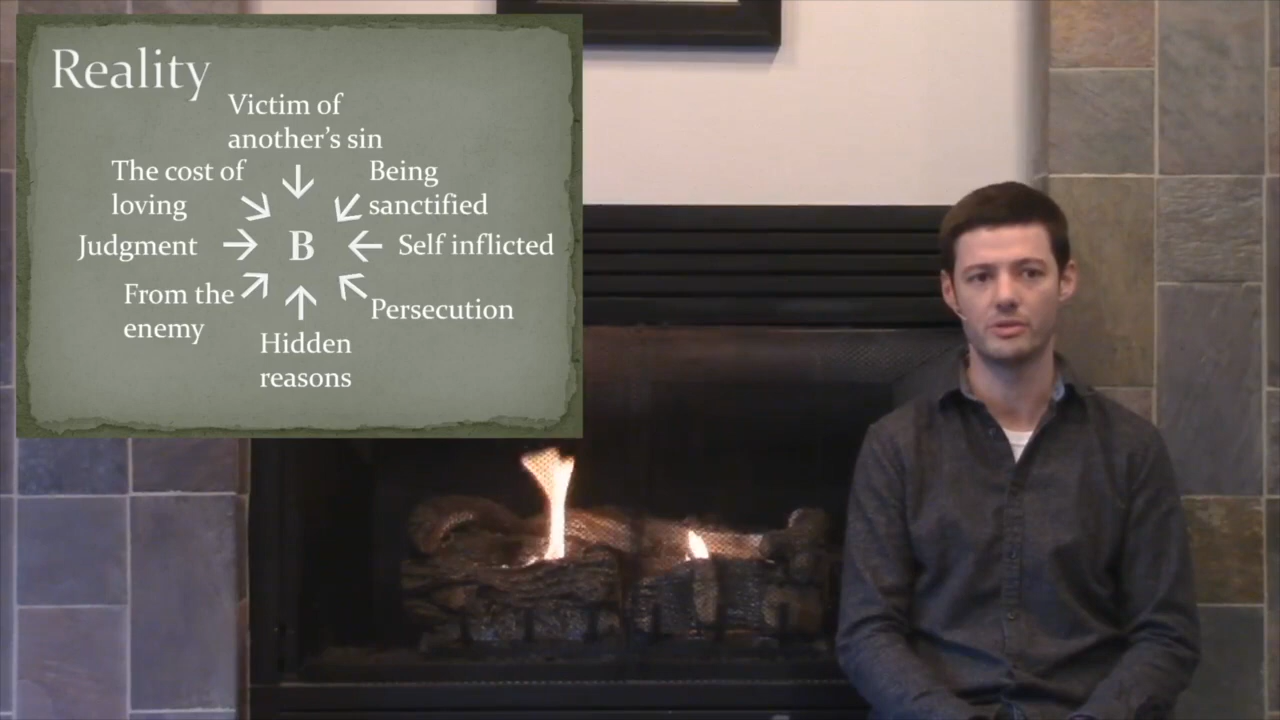 Reality
Victim of
another's sin
The cost of
loving
Being
sanctified
Judgment
B
Self inflicted
From the
enemy
Persecution
Hidden
reasons